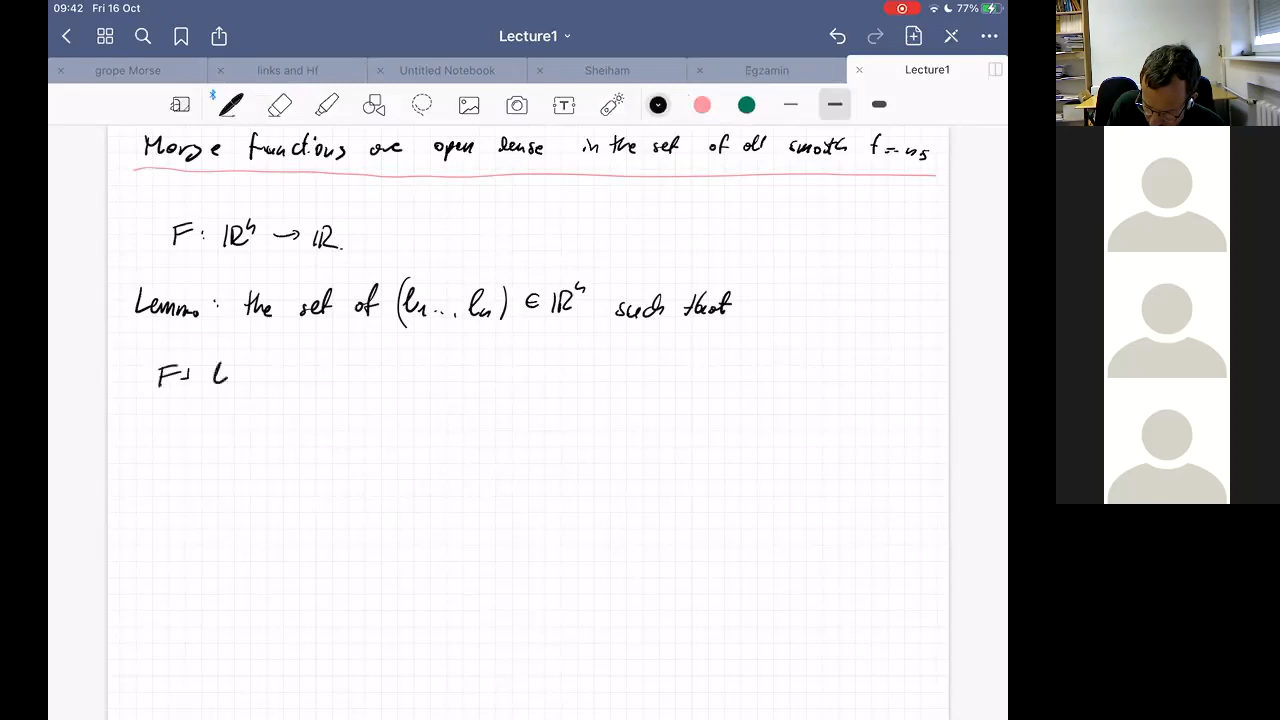 09:42 Fri 16 Oct 77%
Lecture1
grope Morse links and Hf Untitled Notebook Sheiham Egzamin Lecture1
Morse functions are open dense in the set of all smooth f=ns
F: ℝⁿ → ℝ.
Lemma: the set of (l₁..., lₙ) ∈ ℝⁿ such that
F+ l